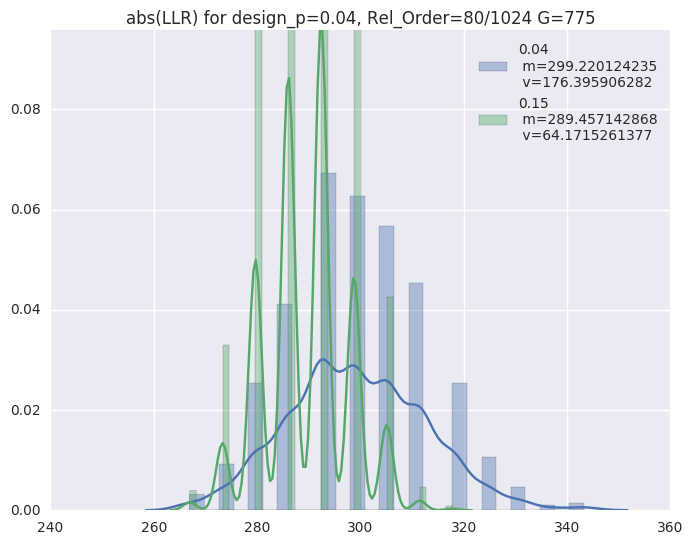 abs(LLR) for design_p=0.04, Rel_Order=80/1024 G=775
0.04
m=299.220124235
v=176.395906282
0.15
m=289.457142868
v=64.1715261377
0.08
0.06
0.04
0.02
0.00
240 260 280 300 320 340 360